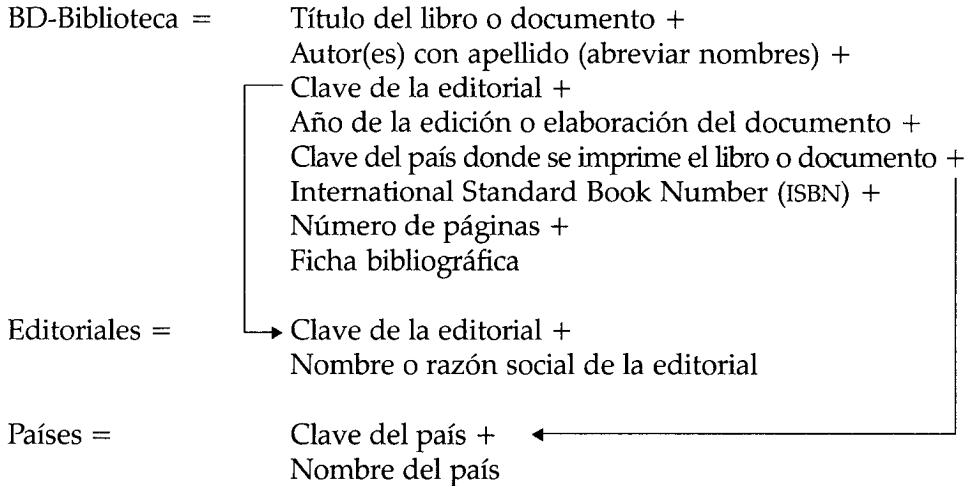 BD-Biblioteca = Título del libro o documento +
Autor(es) con apellido (abreviar nombres) +
Clave de la editorial +
Año de la edición o elaboración del documento +
Clave del país donde se imprime el libro o documento +
International Standard Book Number (ISBN) +
Número de páginas +
Ficha bibliográfica
Editoriales = Clave de la editorial +
Nombre o razón social de la editorial
Países = Clave del país +
Nombre del país